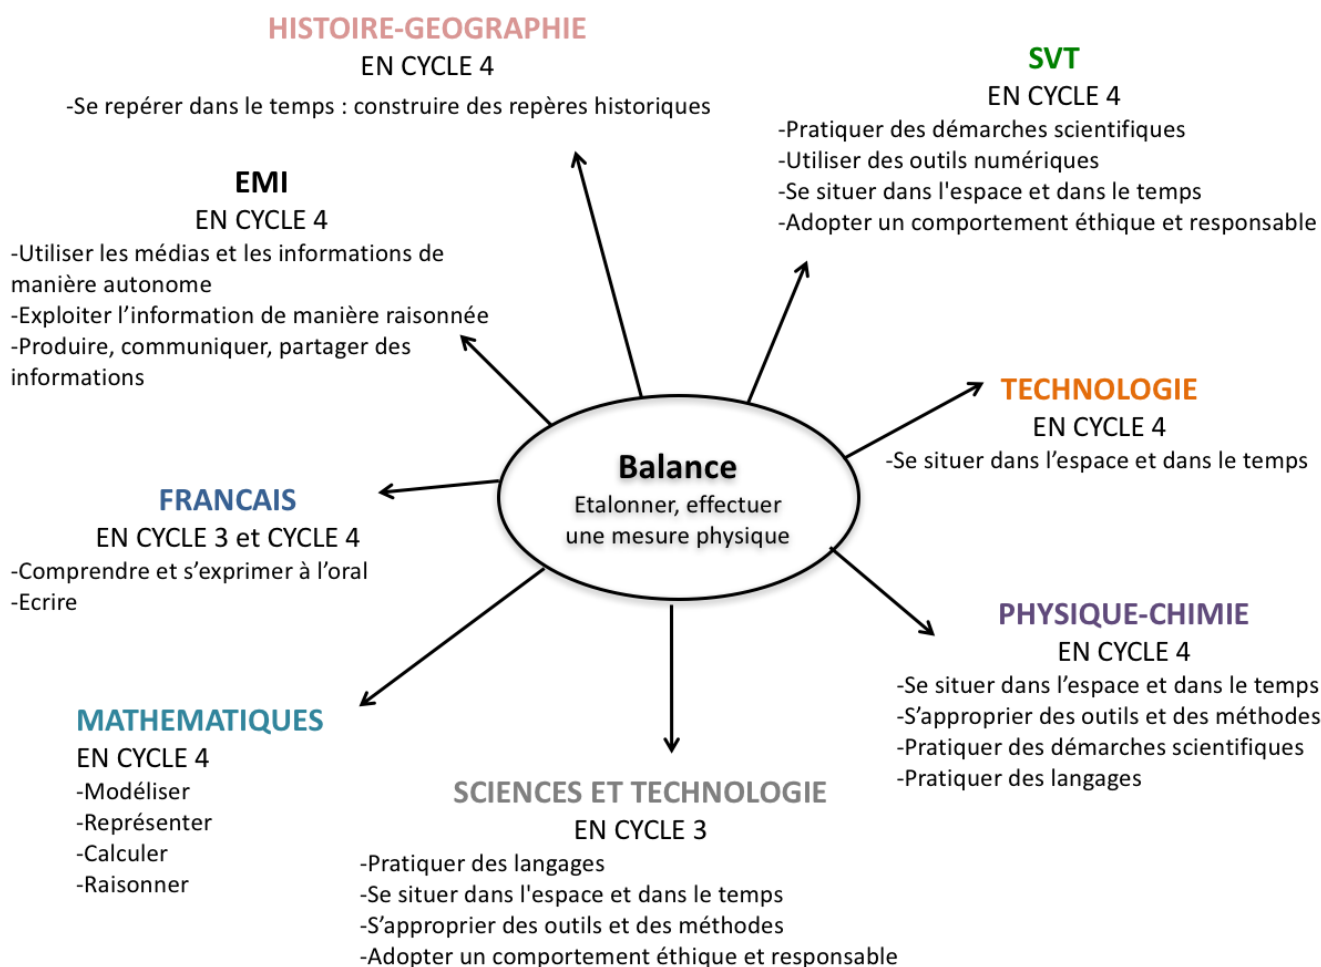 HISTOIRE-GEOGRAPHIE
EN CYCLE 4
-Se repérer dans le temps : construire des repères historiques
SVT
EN CYCLE 4
-Pratiquer des démarches scientifiques
-Utiliser des outils numériques
-Se situer dans l'espace et dans le temps
-Adopter un comportement éthique et responsable
EMI
EN CYCLE 4
-Utiliser les médias et les informations de
manière autonome
-Exploiter l’information de manière raisonnée
-Produire, communiquer, partager des
informations
TECHNOLOGIE
EN CYCLE 4
-Se situer dans l’espace et dans le temps
Balance
Etalonner, effectuer
une mesure physique
FRANCAIS
EN CYCLE 3 et CYCLE 4
-Comprendre et s’exprimer à l’oral
-Ecrire
PHYSIQUE-CHIMIE
EN CYCLE 4
-Se situer dans l’espace et dans le temps
-S’approprier des outils et des méthodes
-Pratiquer des démarches scientifiques
-Pratiquer des langages
MATHEMATIQUES
EN CYCLE 4
-Modéliser
-Représenter
-Calculer
-Raisonner
SCIENCES ET TECHNOLOGIE
EN CYCLE 3
-Pratiquer des langages
-Se situer dans l'espace et dans le temps
-S’approprier des outils et des méthodes
-Adopter un comportement éthique et responsable